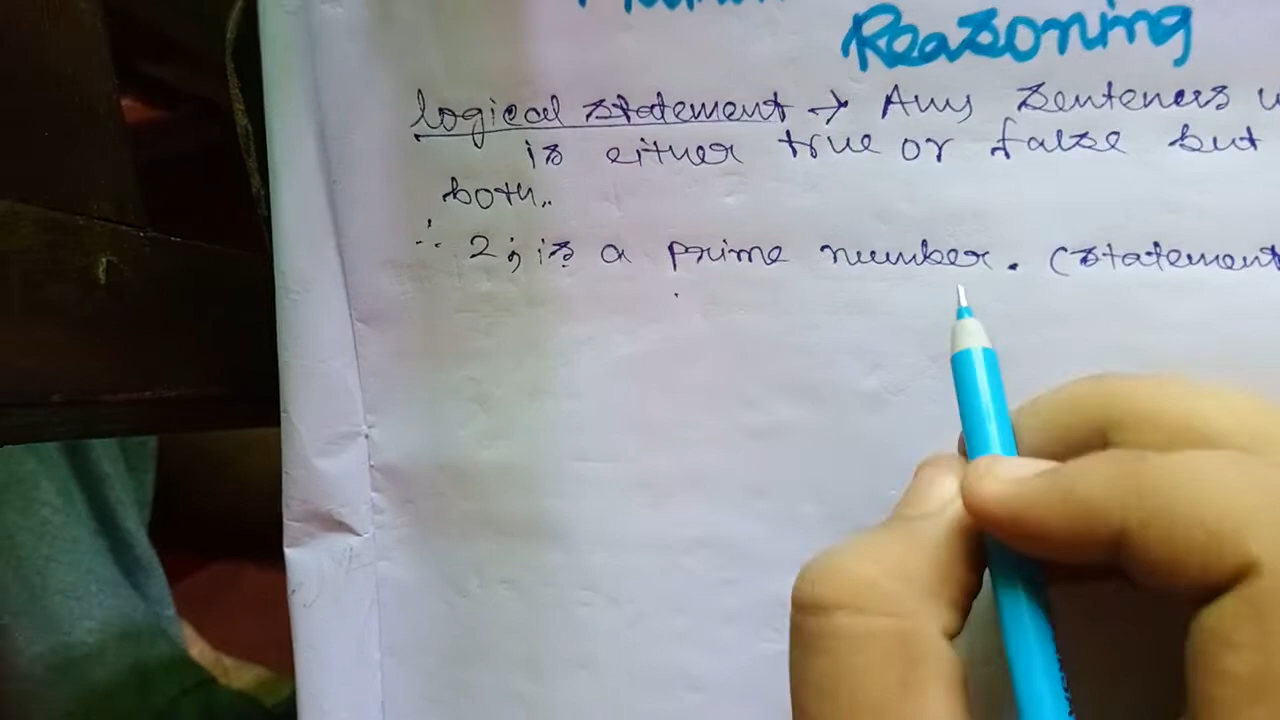 Reasoning
logical statement → Any sentences
is either true or false but
both..
∴ 2, is a prime number. (statement